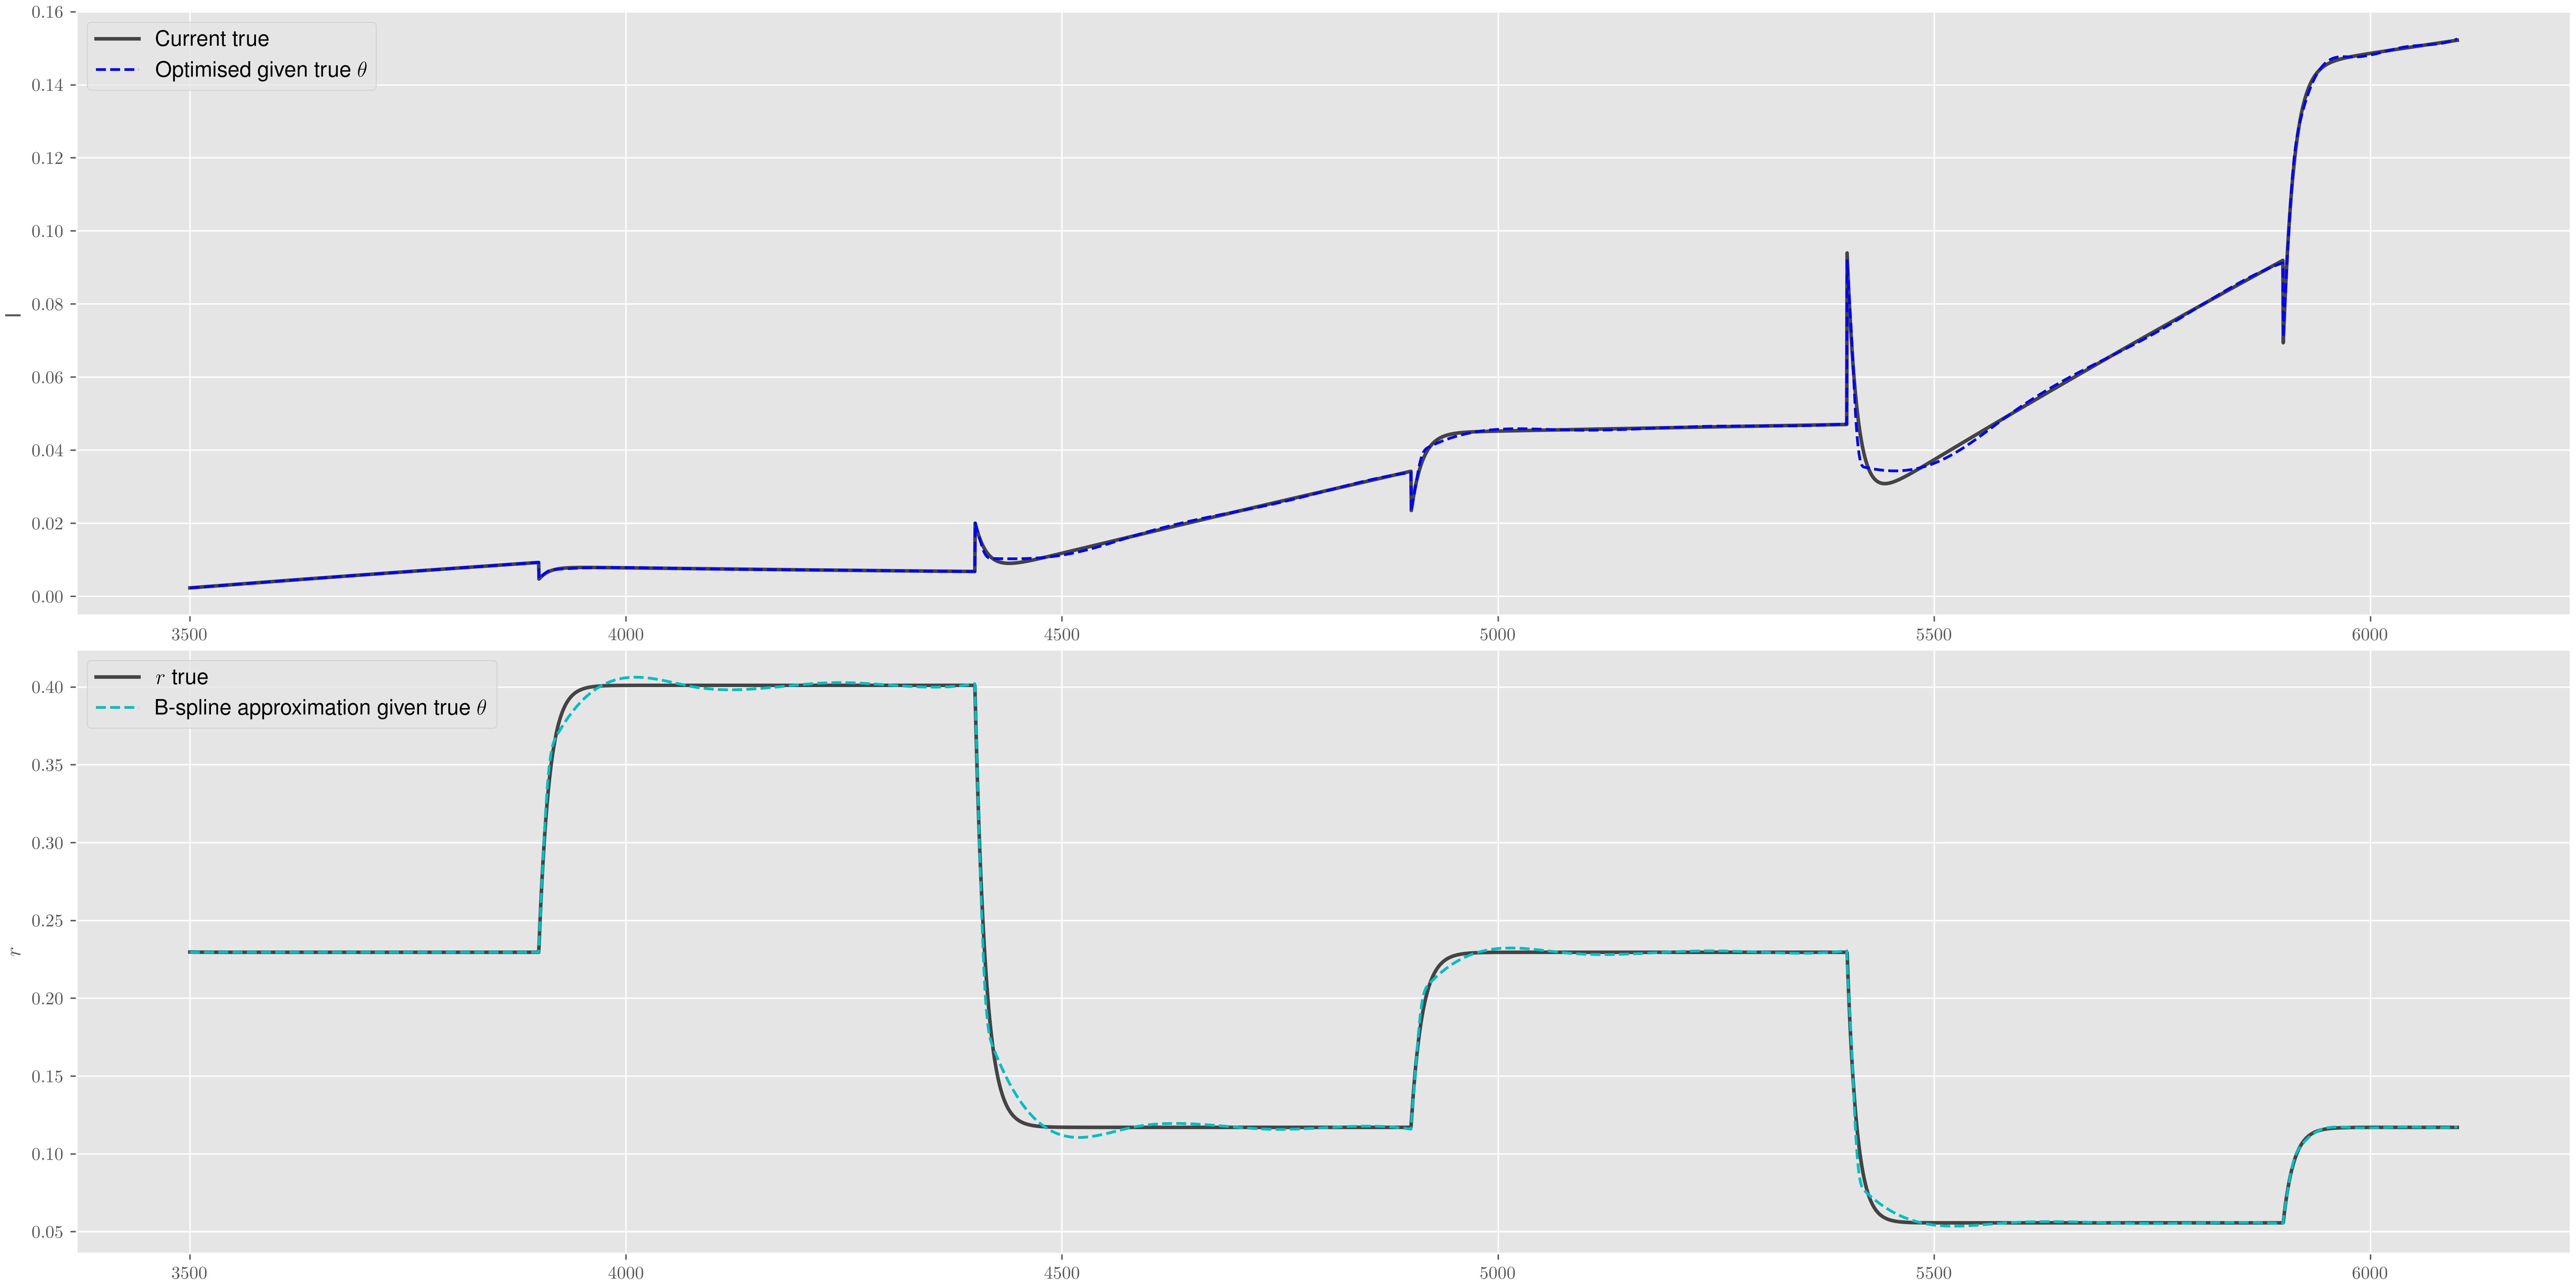 0.16
Current true
Optimised given true θ
0.14
0.12
0.10
I
0.08
0.06
0.04
0.02
0.00
3500 4000 4500 5000 5500 6000
r true
B-spline approximation given true θ
0.40
0.35
0.30
0.25
r
0.20
0.15
0.10
0.05
3500 4000 4500 5000 5500 6000